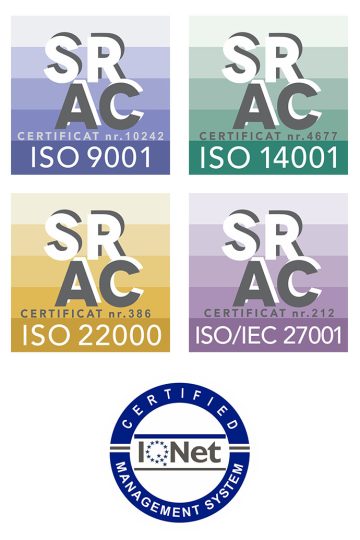 SR
AC
CERTIFICAT nr.10242
ISO 9001
SR
AC
CERTIFICAT nr.4677
ISO 14001
SR
AC
CERTIFICAT nr.386
ISO 22000
SR
AC
CERTIFICAT nr.212
ISO/IEC 27001
CERTIFIED
IQNet
MANAGEMENT SYSTEM